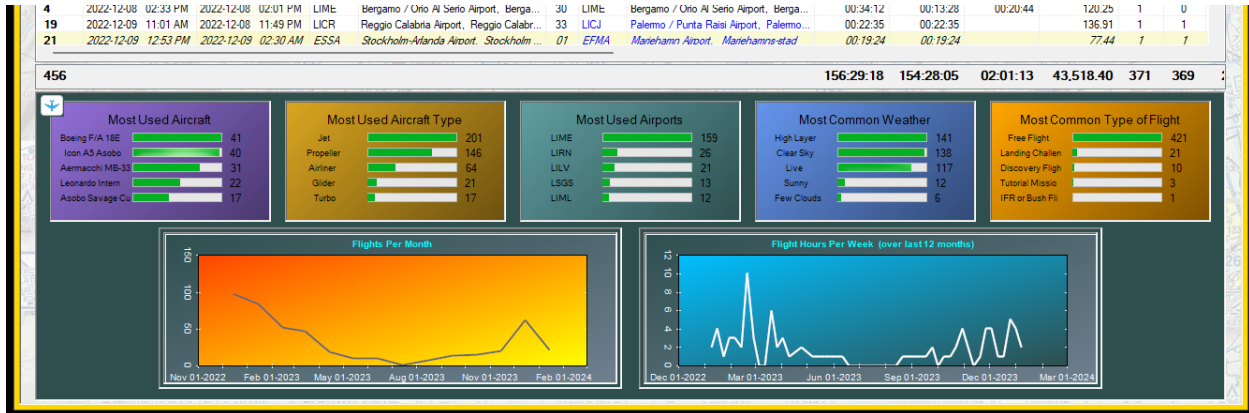 4 2022-12-08 02:33 PM 2022-12-08 02:01 PM LIME Bergamo / Orio Al Serio Airport, Berga... 30 LIME Bergamo / Orio Al Serio Airport, Berga... 00:34:12 00:13:28 00:20:44 120.25 1 0
19 2022-12-09 11:01 AM 2022-12-08 11:49 PM LICR Reggio Calabria Airport, Reggio Calabr... 33 LICJ Palermo / Punta Raisi Airport, Palermo... 00:22:35 00:22:35 136.91 1 1
21 2022-12-09 12:53 PM 2022-12-09 02:30 AM ESSA Stockholm-Arlanda Airport, Stockholm ... 01 EFMA Mariehamn Airport, Mariehamns-stad 00:19:24 00:19:24 77.44 1 1
456 156:29:18 154:28:05 02:01:13 43,518.40 371 369
Most Used Aircraft
Boeing F/A 18E 41
Icon A5 Asobo 40
Aermacchi MB-33 31
Leonardo Intern 22
Asobo Savage Cu 17
Most Used Aircraft Type
Jet 201
Propeller 146
Airliner 64
Glider 21
Turbo 17
Most Used Airports
LIME 159
LIRN 26
LILV 21
LSGS 13
LIML 12
Most Common Weather
High Layer 141
Clear Sky 138
Live 117
Sunny 12
Few Clouds 6
Most Common Type of Flight
Free Flight 421
Landing Challen 21
Discovery Fligh 10
Tutorial Missio 3
IFR or Bush Fli 1
Flights Per Month
150
100
50
0
Nov 01-2022 Feb 01-2023 May 01-2023 Aug 01-2023 Nov 01-2023 Feb 01-2024
Flight Hours Per Week (over last 12 months)
12
10
8
6
4
2
0
Dec 01-2022 Mar 01-2023 Jun 01-2023 Sep 01-2023 Dec 01-2023 Mar 01-2024